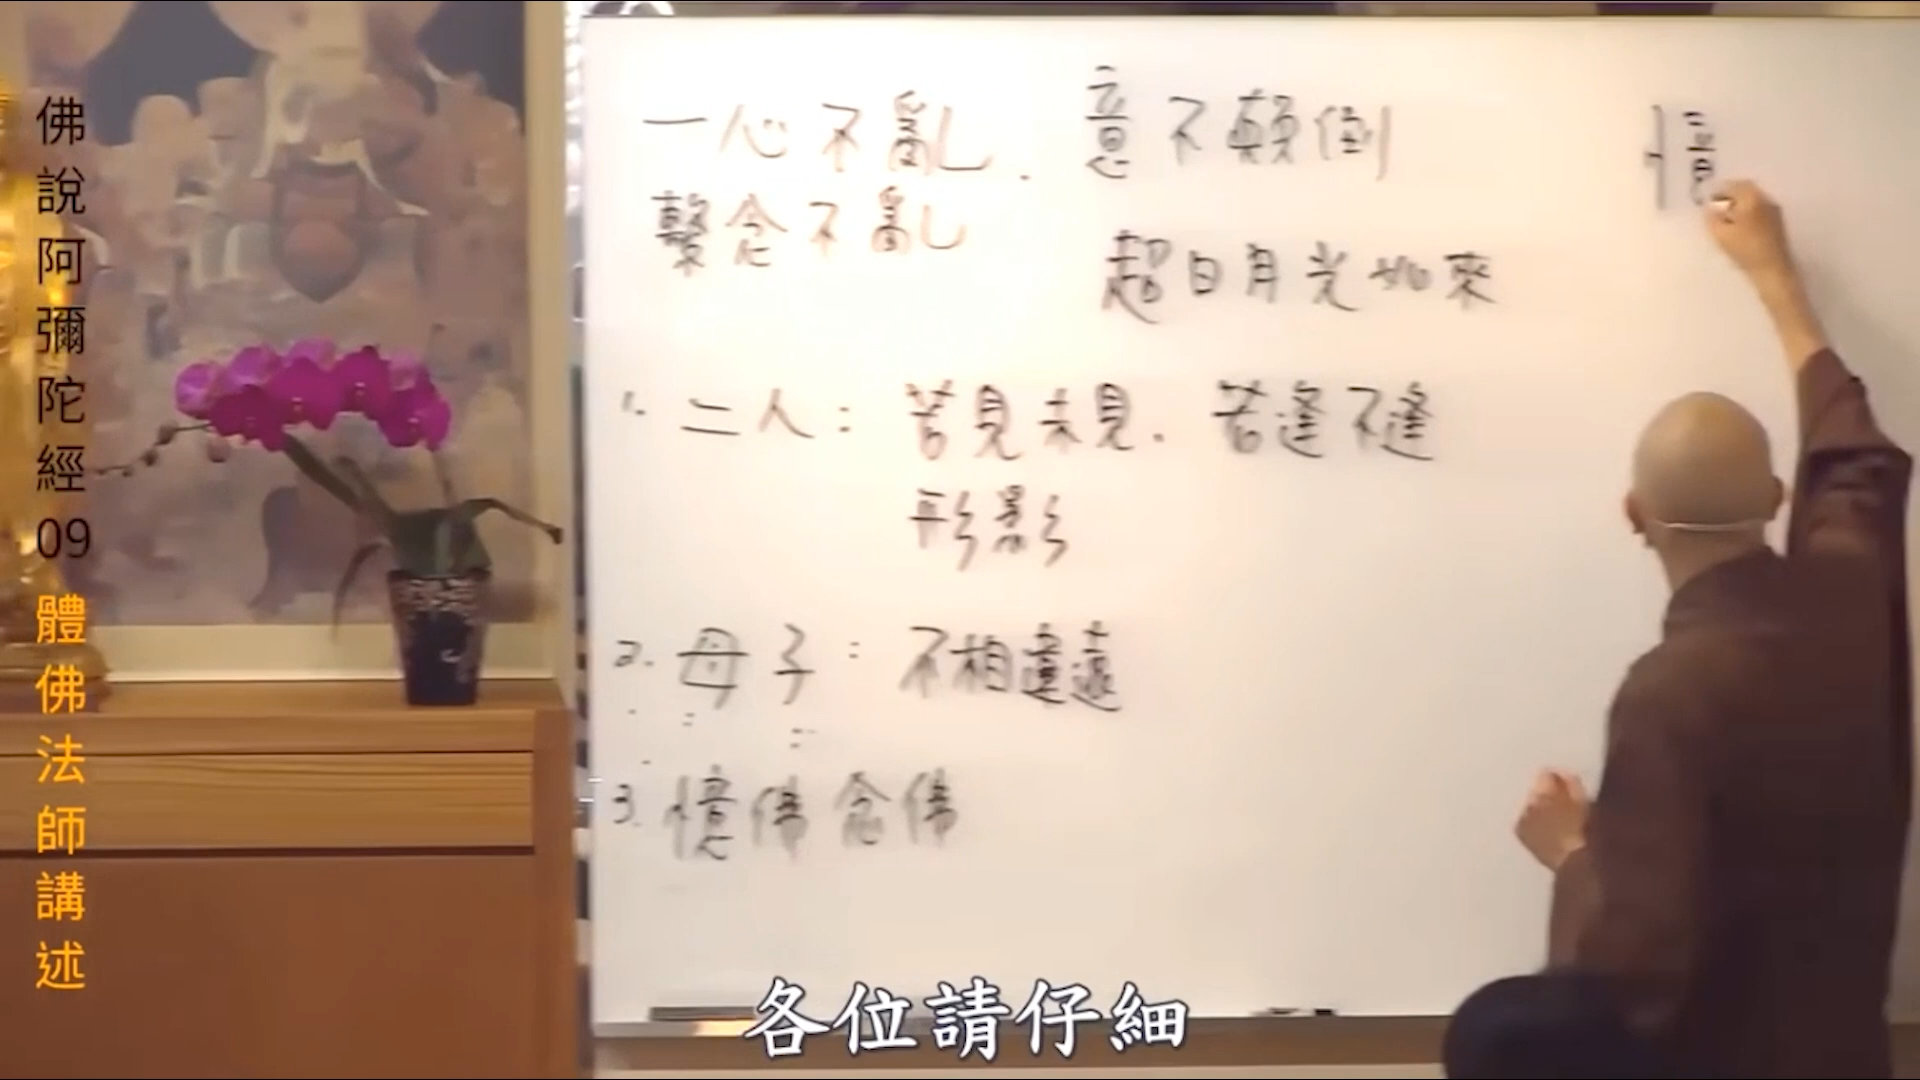 佛說阿彌陀經09 體佛法師講述
一心不亂．意不顛倒
繫念不亂
超日月光如來
1. 二人：若見未見．若逢不逢
形影
2. 母子：不相違遠
3. 憶佛念佛
憶
各位請仔細